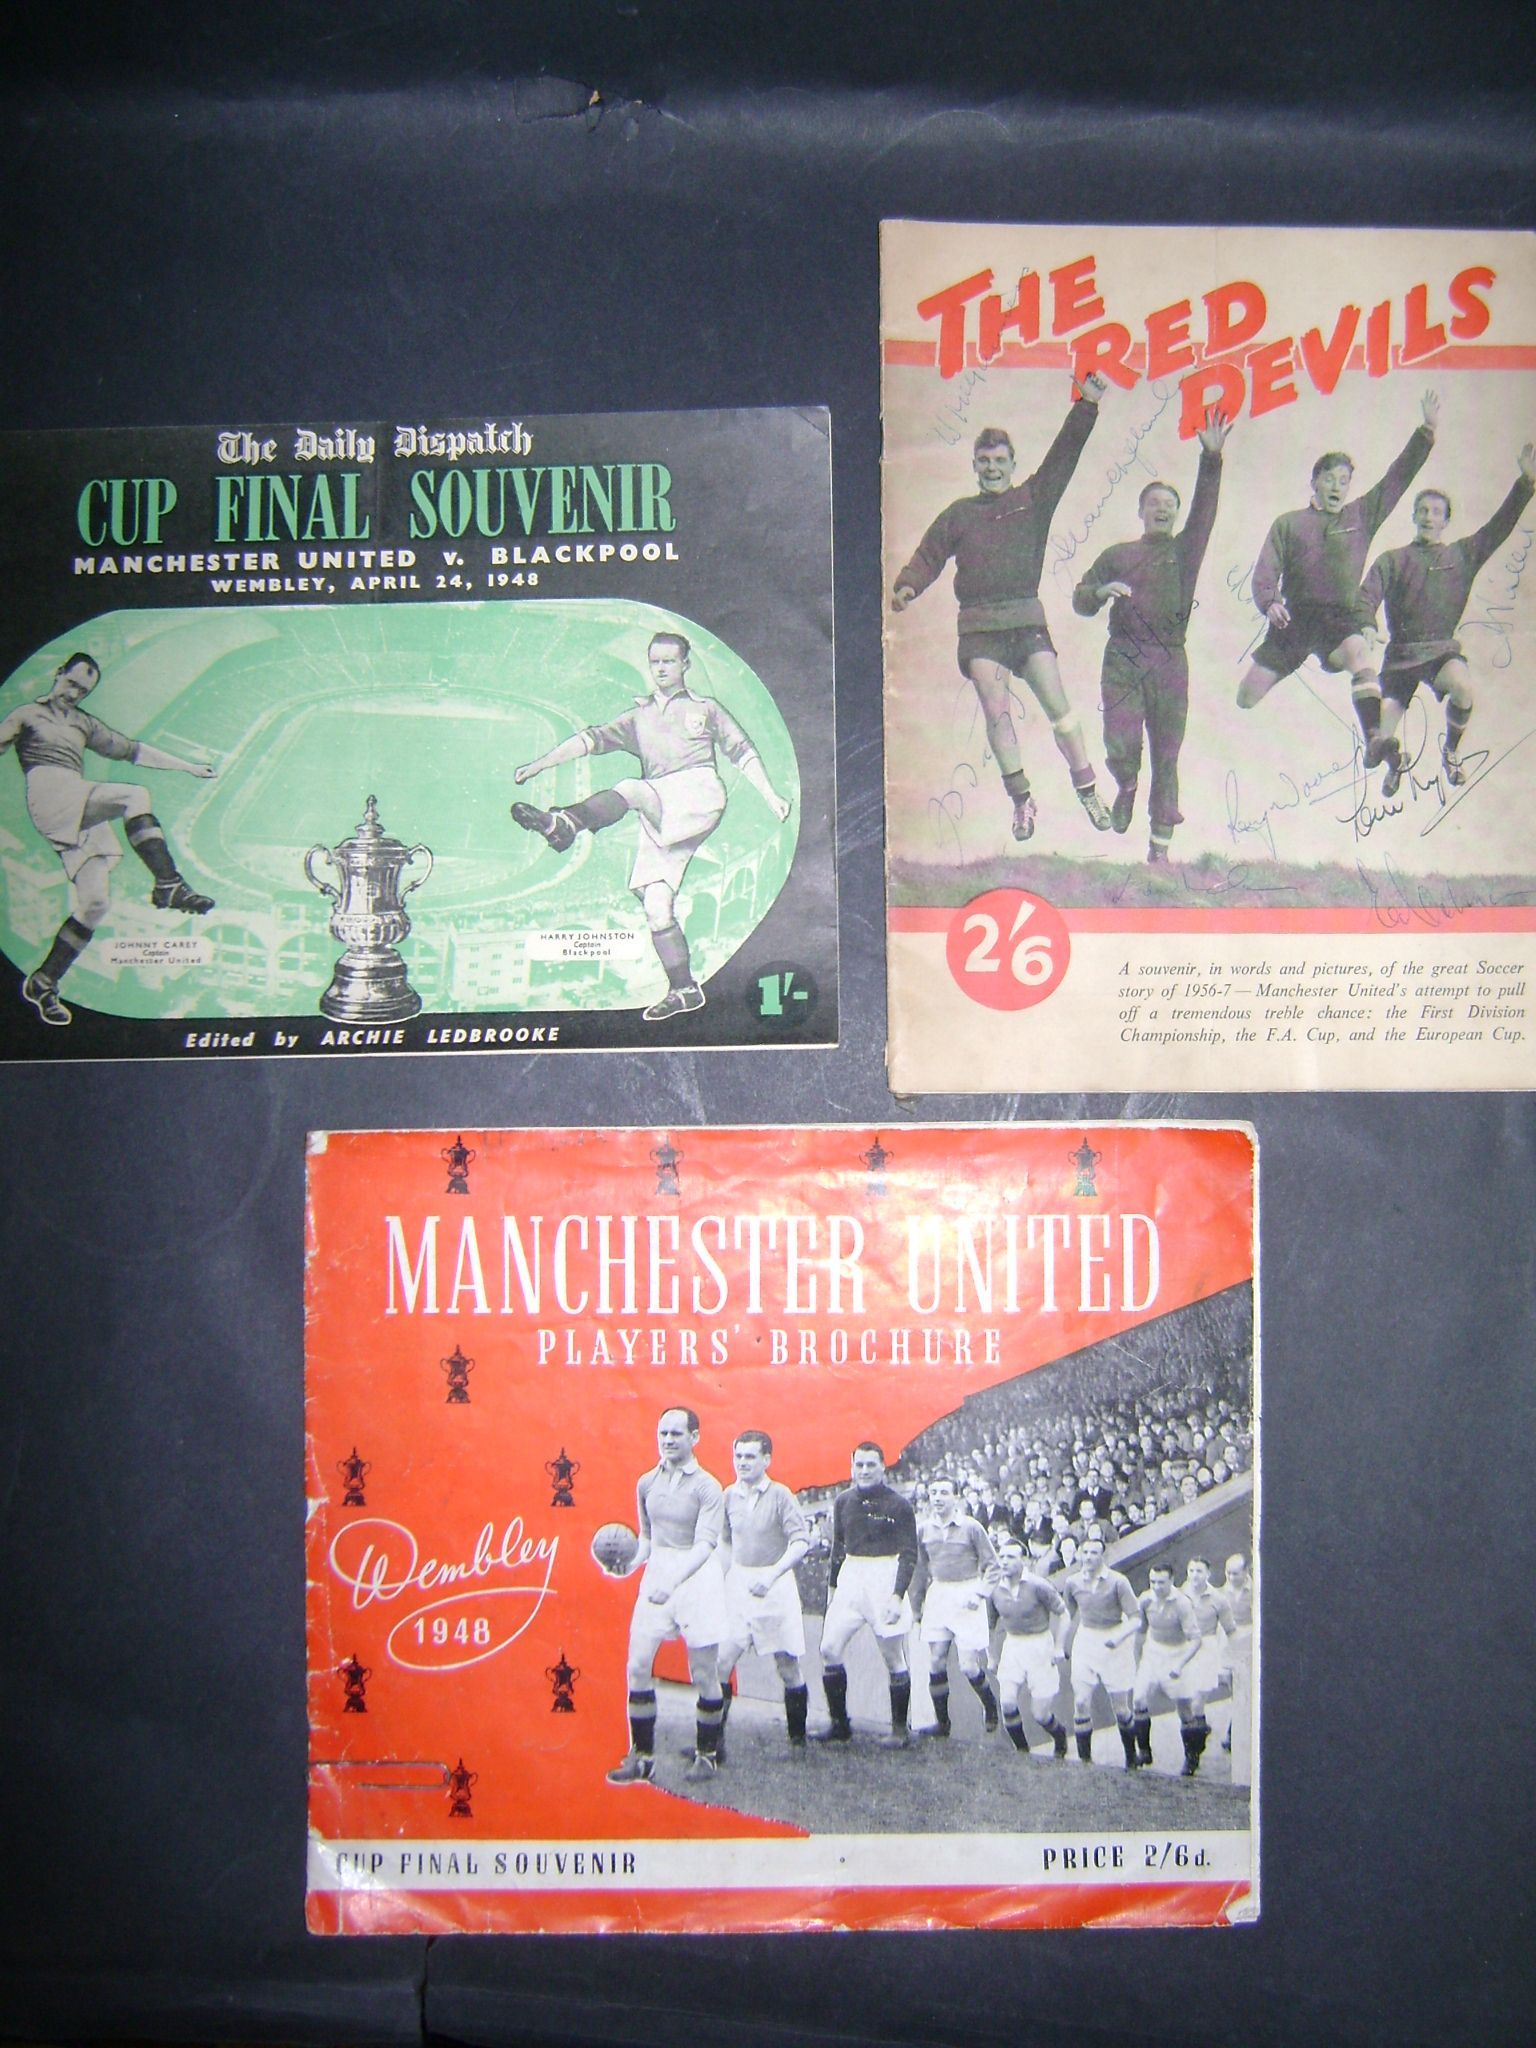 The Daily Dispatch
CUP FINAL SOUVENIR
MANCHESTER UNITED v. BLACKPOOL
WEMBLEY, APRIL 24, 1948
JOHNNY CAREY
Captain
Manchester United
HARRY JOHNSTON
Captain
Blackpool
1'-
Edited by ARCHIE LEDBROOKE
THE
RED
DEVILS
2'6
A souvenir, in words and pictures, of the great Soccer
story of 1956-7 — Manchester United's attempt to pull
off a tremendous treble chance: the First Division
Championship, the F.A. Cup, and the European Cup.
MANCHESTER UNITED
PLAYERS' BROCHURE
Wembley
1948
CUP FINAL SOUVENIR
PRICE 2/6d.